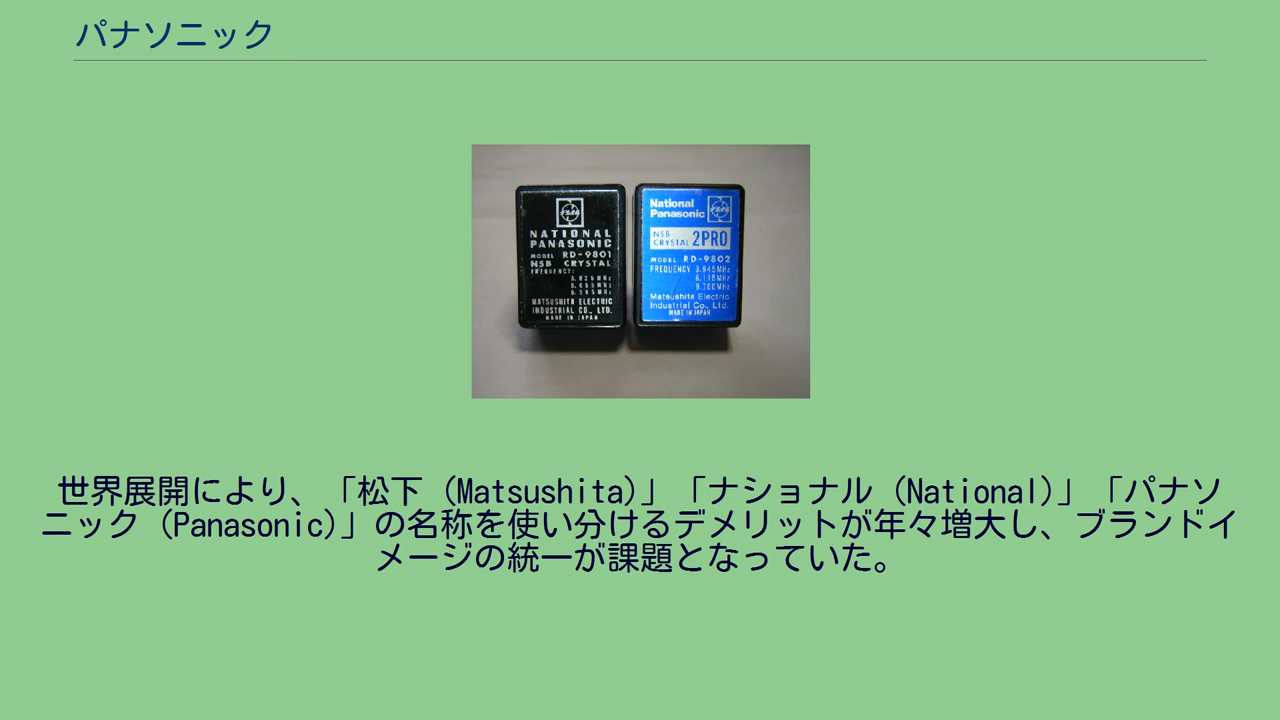 パナソニック
NATIONAL
PANASONIC
MODEL RD-9801
NSB CRYSTAL
FREQUENCY:
MATSUSHITA ELECTRIC
INDUSTRIAL CO., LTD.
MADE IN JAPAN
National
Panasonic
NSB
CRYSTAL 2PRO
MODEL RD-9802
FREQUENCY 3.945MHz
6.115MHz
9.760MHz
Matsushita Electric
Industrial Co., Ltd.
MADE IN JAPAN
世界展開により、「松下（Matsushita)」「ナショナル（National)」「パナソ
ニック（Panasonic)」の名称を使い分けるデメリットが年々増大し、ブランドイ
メージの統一が課題となっていた。